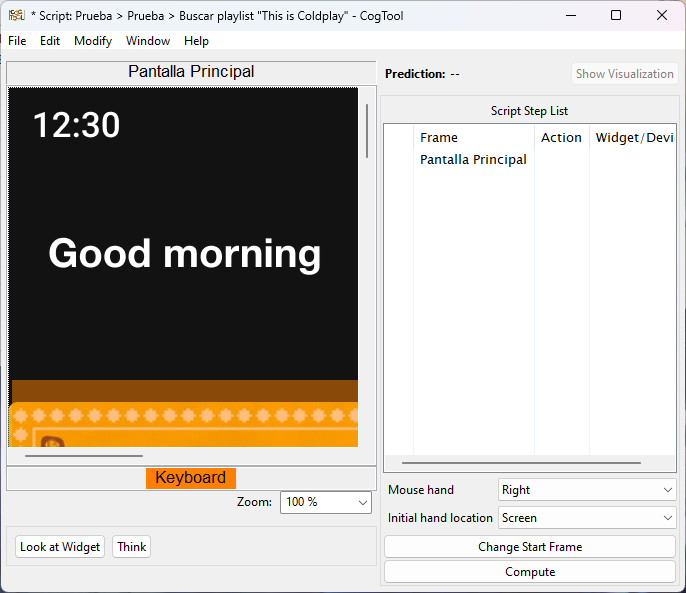 * Script: Prueba > Prueba > Buscar playlist "This is Coldplay" - CogTool
File Edit Modify Window Help
Pantalla Principal
12:30
Good morning
Keyboard
Zoom: 100 %
Look at Widget Think
Prediction: -- Show Visualization
Script Step List
Frame Action Widget/Devi
Pantalla Principal
Mouse hand Right
Initial hand location Screen
Change Start Frame
Compute